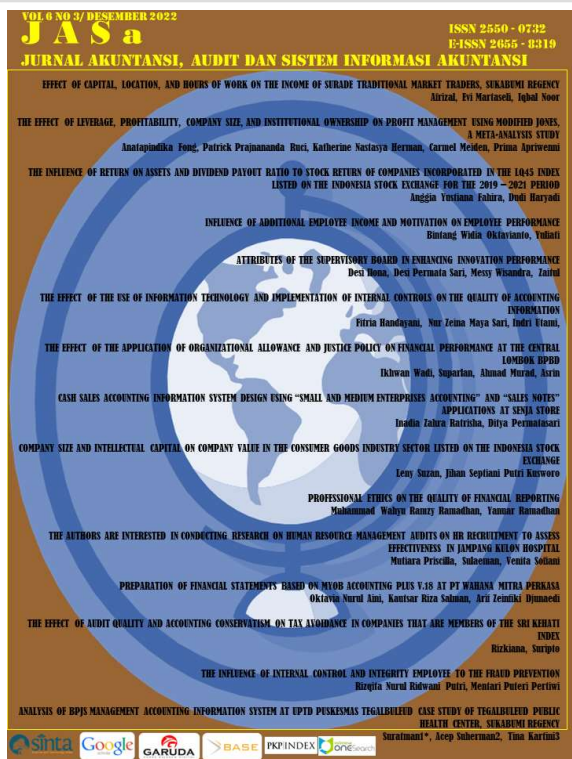 VOL 6 NO 3/ DESEMBER 2022
J A S a
ISSN 2550 - 0732
E-ISSN 2655 - 8319
JURNAL AKUNTANSI, AUDIT DAN SISTEM INFORMASI AKUNTANSI
EFFECT OF CAPITAL, LOCATION, AND HOURS OF WORK ON THE INCOME OF SURADE TRADITIONAL MARKET TRADERS, SUKABUMI REGENCY
Afrizal, Evi Martaseli, Iqbal Noor
THE EFFECT OF LEVERAGE, PROFITABILITY, COMPANY SIZE, AND INSTITUTIONAL OWNERSHIP ON PROFIT MANAGEMENT USING MODIFIED JONES,
A META-ANALYSIS STUDY
Anatapindika Fong, Patrick Prajnananda Ruci, Katherine Nastasya Herman, Carmel Meiden, Prima Apriwenni
THE INFLUENCE OF RETURN ON ASSETS AND DIVIDEND PAYOUT RATIO TO STOCK RETURN OF COMPANIES INCORPORATED IN THE LQ45 INDEX
LISTED ON THE INDONESIA STOCK EXCHANGE FOR THE 2019 – 2021 PERIOD
Anggia Yustiana Fahira, Dudi Haryadi
INFLUENCE OF ADDITIONAL EMPLOYEE INCOME AND MOTIVATION ON EMPLOYEE PERFORMANCE
Bintang Widia Oktavianto, Yuliati
ATTRIBUTES OF THE SUPERVISORY BOARD IN ENHANCING INNOVATION PERFORMANCE
Desi Ilona, Desi Permata Sari, Messy Wisandra, Zaitul
THE EFFECT OF THE USE OF INFORMATION TECHNOLOGY AND IMPLEMENTATION OF INTERNAL CONTROLS ON THE QUALITY OF ACCOUNTING
INFORMATION
Fitria Handayani, Nur Zeina Maya Sari, Indri Utami,
THE EFFECT OF THE APPLICATION OF ORGANIZATIONAL ALLOWANCE AND JUSTICE POLICY ON FINANCIAL PERFORMANCE AT THE CENTRAL
LOMBOK BPBD
Ikhwan Wadi, Suparlan, Ahmad Murad, Asrin
CASH SALES ACCOUNTING INFORMATION SYSTEM DESIGN USING “SMALL AND MEDIUM ENTERPRISES ACCOUNTING” AND “SALES NOTES”
APPLICATIONS AT SENJA STORE
Inadia Zahra Ratrisha, Ditya Permatasari
COMPANY SIZE AND INTELLECTUAL CAPITAL ON COMPANY VALUE IN THE CONSUMER GOODS INDUSTRY SECTOR LISTED ON THE INDONESIA STOCK
EXCHANGE
Leny Suzan, Jihan Septiani Putri Kusworo
PROFESSIONAL ETHICS ON THE QUALITY OF FINANCIAL REPORTING
Muhammad Wahyu Ramzy Ramadhan, Yannar Ramadhan
THE AUTHORS ARE INTERESTED IN CONDUCTING RESEARCH ON HUMAN RESOURCE MANAGEMENT AUDITS ON HR RECRUITMENT TO ASSESS
EFFECTIVENESS IN JAMPANG KULON HOSPITAL
Mutiara Priscilla, Sulaeman, Venita Sofiani
PREPARATION OF FINANCIAL STATEMENTS BASED ON MYOB ACCOUNTING PLUS V.18 AT PT WAHANA MITRA PERKASA
Oktavia Nurul Aini, Kautsar Riza Salman, Arif Zeinfiki Djunaedi
THE EFFECT OF AUDIT QUALITY AND ACCOUNTING CONSERVATISM ON TAX AVOIDANCE IN COMPANIES THAT ARE MEMBERS OF THE SRI KEHATI
INDEX
Rizkiana, Suripto
THE INFLUENCE OF INTERNAL CONTROL AND INTEGRITY EMPLOYEE TO THE FRAUD PREVENTION
Rizqita Nurul Ridwani Putri, Mentari Puteri Pertiwi
ANALYSIS OF BPJS MANAGEMENT ACCOUNTING INFORMATION SYSTEM AT UPTD PUSKESMAS TEGALBULEUD CASE STUDY OF TEGALBULEUD PUBLIC
HEALTH CENTER, SUKABUMI REGENCY
Suratman1*, Acep Suherman2, Tina Kartini3
sinta Google GARUDA BASE PKP|INDEX onesearch